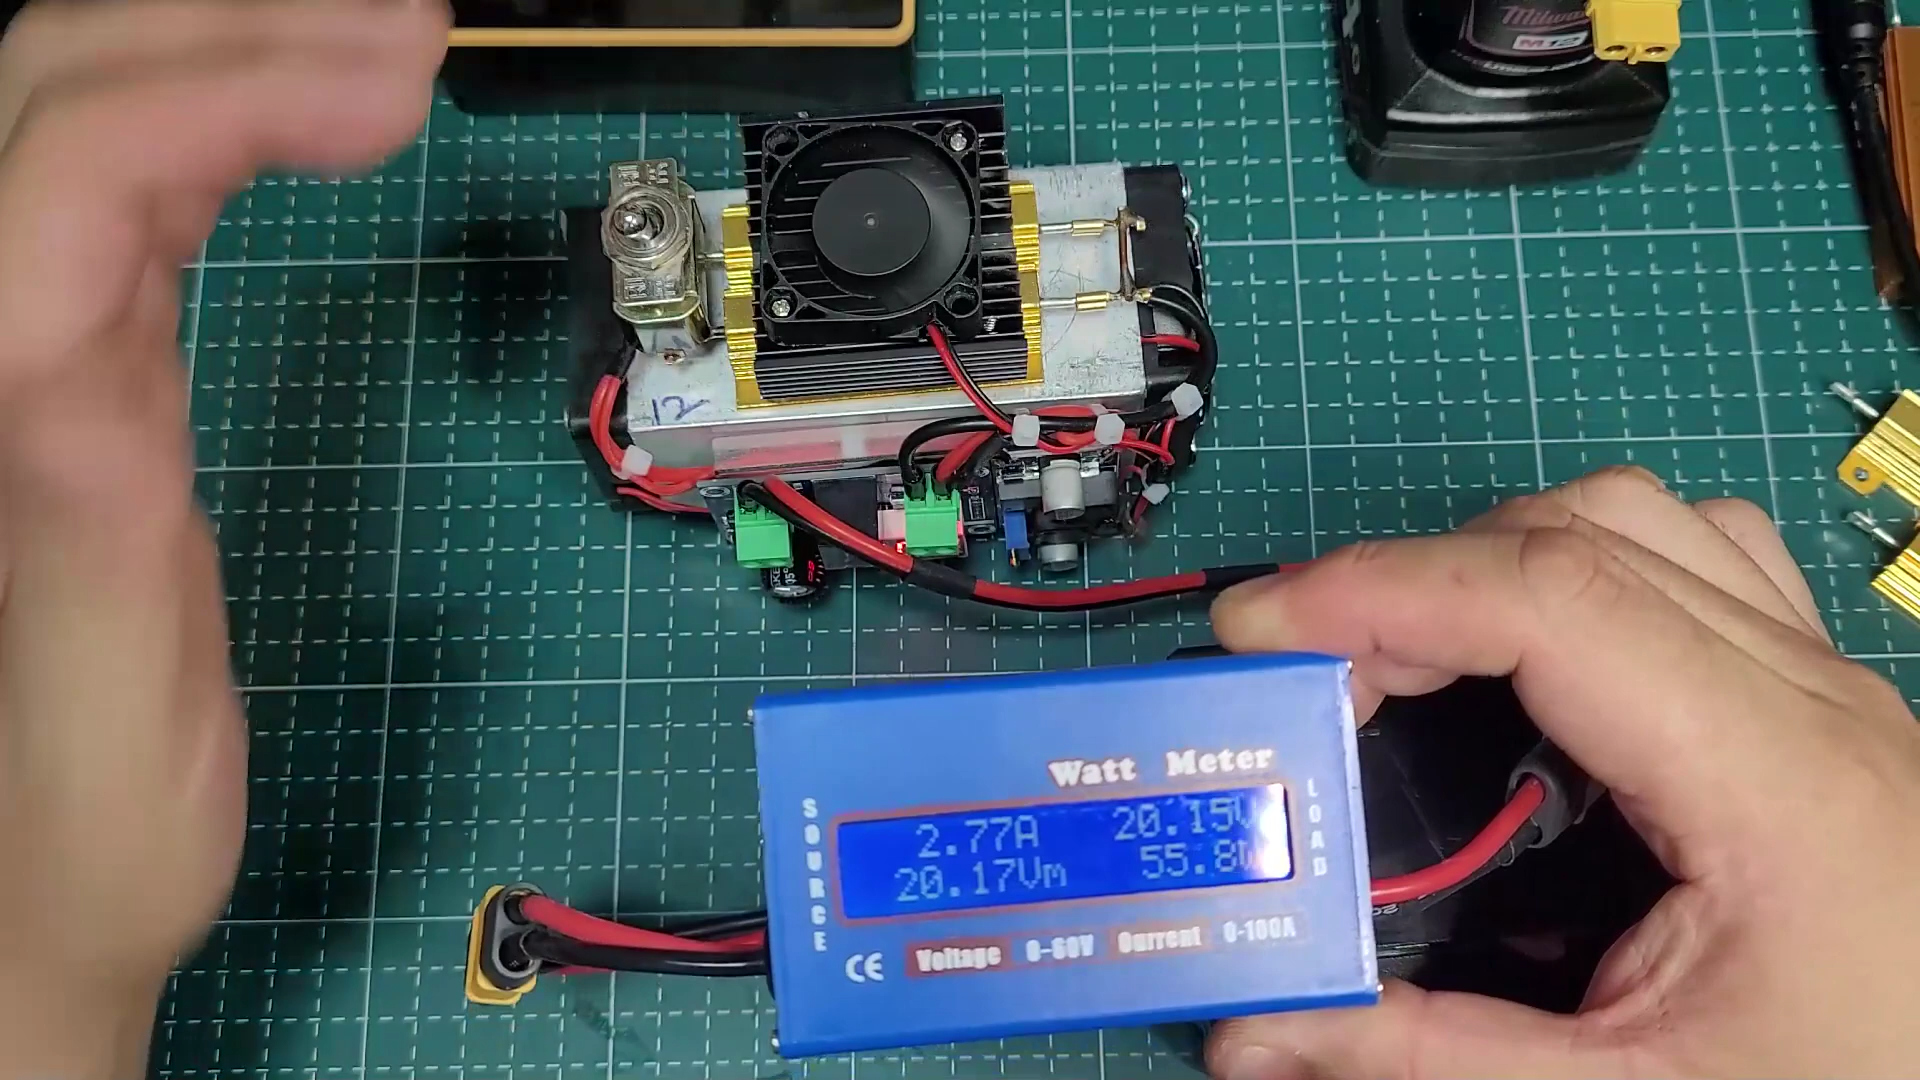 M12
12
Watt Meter
SOURCE
LOAD
2.77A 20.15V
20.17Vm 55.8
CE Voltage 0-60V Current 0-100A